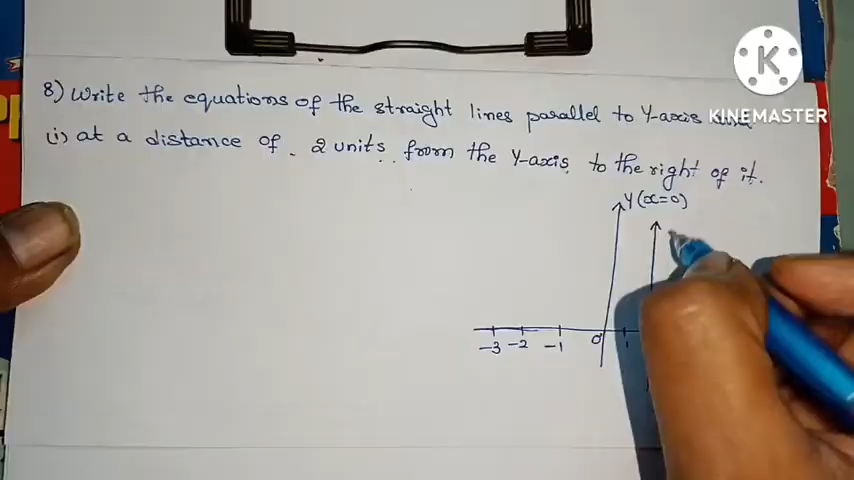 8) Write the equations of the straight lines parallel to Y-axis and
(i) at a distance of 2 units from the Y-axis to the right of it.
K
KINEMASTER
Y (x=0)
-3 -2 -1 0 1